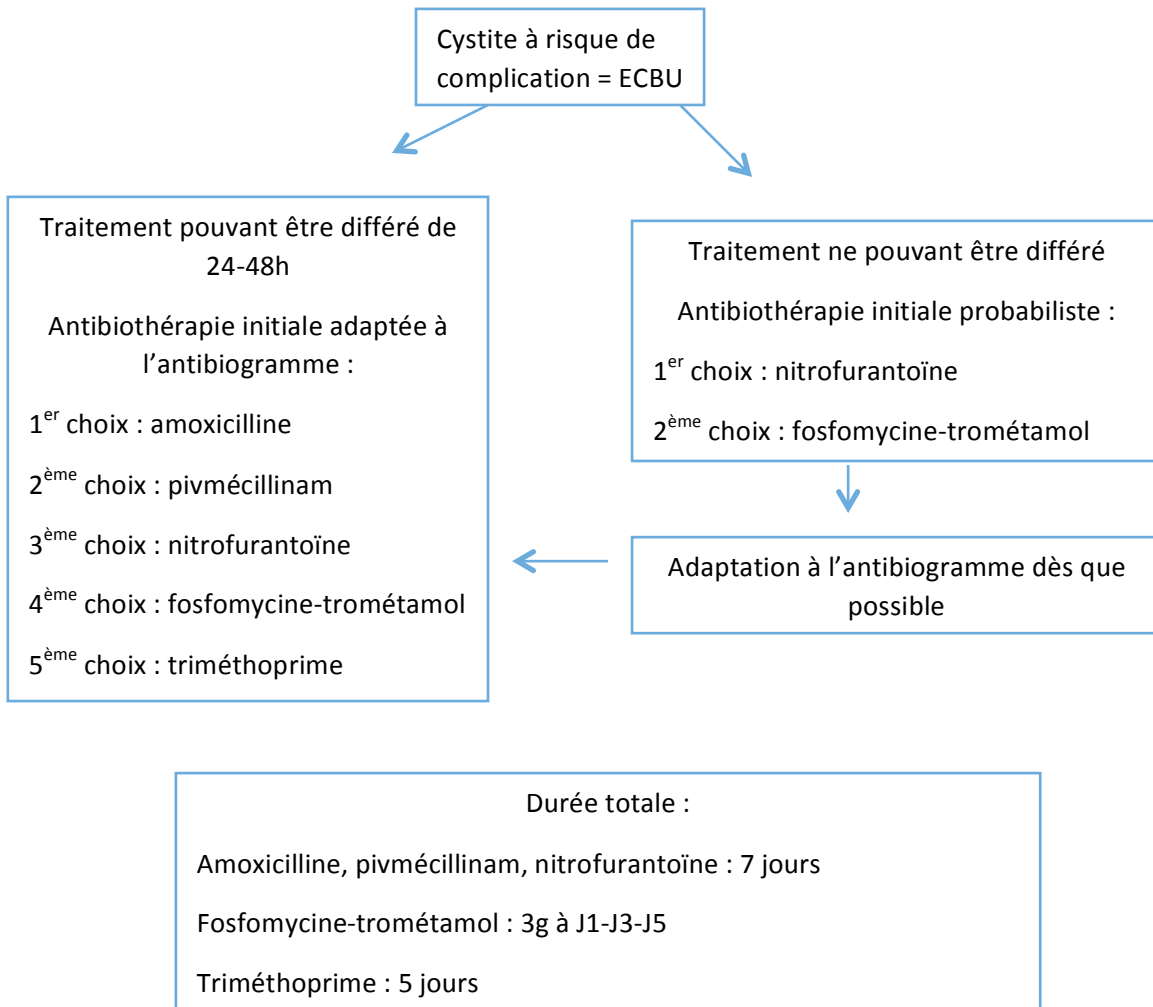 Cystite à risque de
complication = ECBU
Traitement pouvant être différé de
24-48h
Antibiothérapie initiale adaptée à
l’antibiogramme :
1er choix : amoxicilline
2ème choix : pivmécillinam
3ème choix : nitrofurantoïne
4ème choix : fosfomycine-trométamol
5ème choix : triméthoprime
Traitement ne pouvant être différé
Antibiothérapie initiale probabiliste :
1er choix : nitrofurantoïne
2ème choix : fosfomycine-trométamol
Adaptation à l’antibiogramme dès que
possible
Durée totale :
Amoxicilline, pivmécillinam, nitrofurantoïne : 7 jours
Fosfomycine-trométamol : 3g à J1-J3-J5
Triméthoprime : 5 jours